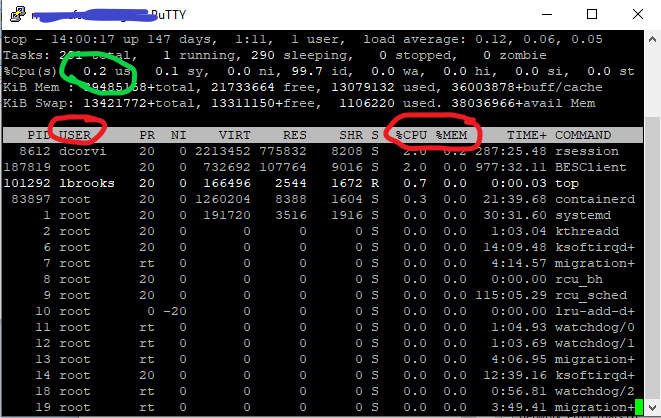 PuTTY
top - 14:00:17 up 147 days, 1:11, 1 user, load average: 0.12, 0.06, 0.05
Tasks: total, 1 running, 290 sleeping, 0 stopped, 0 zombie
%Cpu(s) 0.2 us, 0.1 sy, 0.0 ni, 99.7 id, 0.0 wa, 0.0 hi, 0.0 si, 0.0 st
KiB Mem : total, 21733664 free, 13079132 used, 36003878+buff/cache
KiB Swap: 13421772+total, 13311150+free, 1106220 used. 38036966+avail Mem
PID USER PR NI VIRT RES SHR S %CPU %MEM TIME+ COMMAND
8612 dcorvi 20 0 2213452 775832 8208 S 2.0 0.2 287:25.48 rsession
187819 root 20 0 732692 107764 9016 S 2.0 0.0 977:32.11 BESClient
101292 lbrooks 20 0 166496 2544 1672 R 0.7 0.0 0:00.03 top
83897 root 20 0 1260204 8388 1604 S 0.3 0.0 21:39.68 containerd
1 root 20 0 191720 3516 1916 S 0.0 0.0 30:31.60 systemd
2 root 20 0 0 0 0 S 0.0 0.0 1:03.04 kthreadd
6 root 20 0 0 0 0 S 0.0 0.0 14:09.48 ksoftirqd+
7 root rt 0 0 0 0 S 0.0 0.0 4:14.57 migration+
8 root 20 0 0 0 0 S 0.0 0.0 0:00.00 rcu_bh
9 root 20 0 0 0 0 S 0.0 0.0 115:05.29 rcu_sched
10 root 0 -20 0 0 0 S 0.0 0.0 0:00.00 lru-add-d+
11 root rt 0 0 0 0 S 0.0 0.0 1:04.93 watchdog/0
12 root rt 0 0 0 0 S 0.0 0.0 1:03.69 watchdog/1
13 root rt 0 0 0 0 S 0.0 0.0 4:06.95 migration+
14 root 20 0 0 0 0 S 0.0 0.0 12:39.16 ksoftirqd+
18 root rt 0 0 0 0 S 0.0 0.0 0:56.81 watchdog/2
19 root rt 0 0 0 0 S 0.0 0.0 3:49.41 migration+